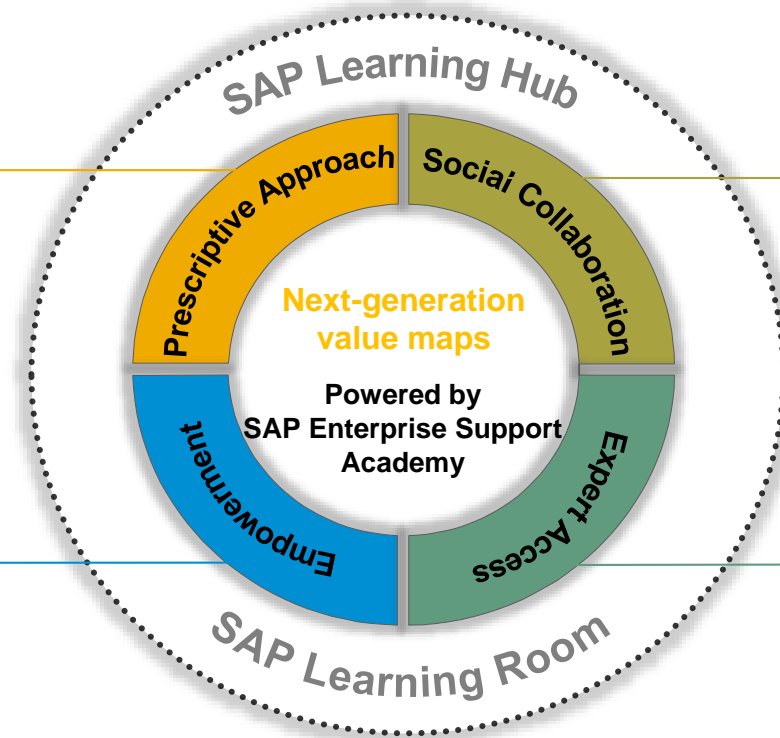 SAP Learning Hub
Prescriptive Approach
Social Collaboration
Next-generation
value maps
Powered by
SAP Enterprise Support
Academy
Empowerment
Expert Access
SAP Learning Room